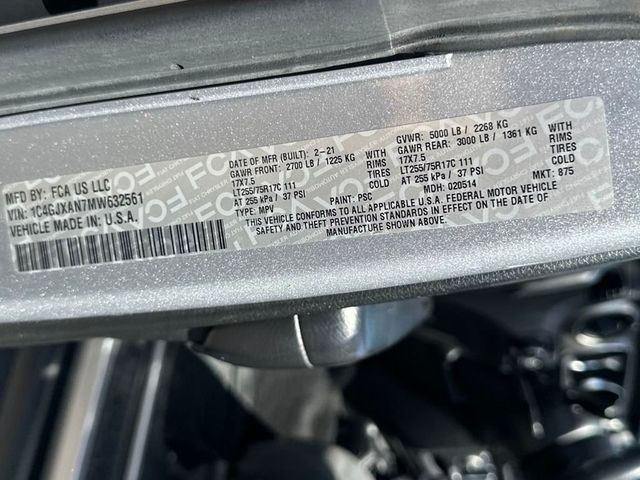 MFD BY: FCA US LLC
VIN: 1C4GJXAN7MW632561
VEHICLE MADE IN: U.S.A.
DATE OF MFR (BUILT): 2-21
GAWR FRONT: 2700 LB / 1225 KG WITH
17X7.5 RIMS
LT255/75R17C 111 TIRES
AT 255 kPa / 37 PSI COLD
GVWR: 5000 LB / 2268 KG
GAWR REAR: 3000 LB / 1361 KG WITH
17X7.5 RIMS
LT255/75R17C 111 TIRES
AT 255 kPa / 37 PSI COLD
TYPE: MPV PAINT: PSC MDH: 020514 MKT: 875
THIS VEHICLE CONFORMS TO ALL APPLICABLE U.S.A. FEDERAL MOTOR VEHICLE
SAFETY AND THEFT PREVENTION STANDARDS IN EFFECT ON THE DATE OF
MANUFACTURE SHOWN ABOVE.